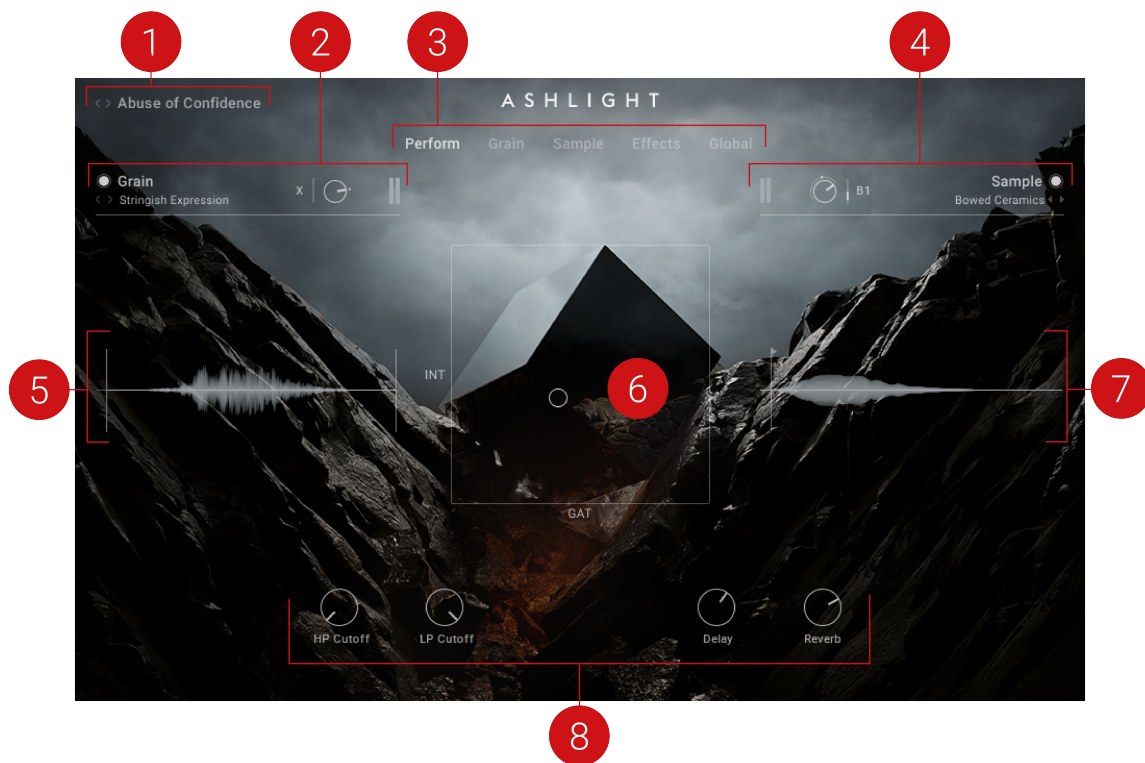 1
2
3
4
< > Abuse of Confidence
ASHLIGHT
Perform Grain Sample Effects Global
Grain
< > Stringish Expression
X
B1
Sample
Bowed Ceramics
5
INT
6
7
GAT
HP Cutoff
LP Cutoff
Delay
Reverb
8